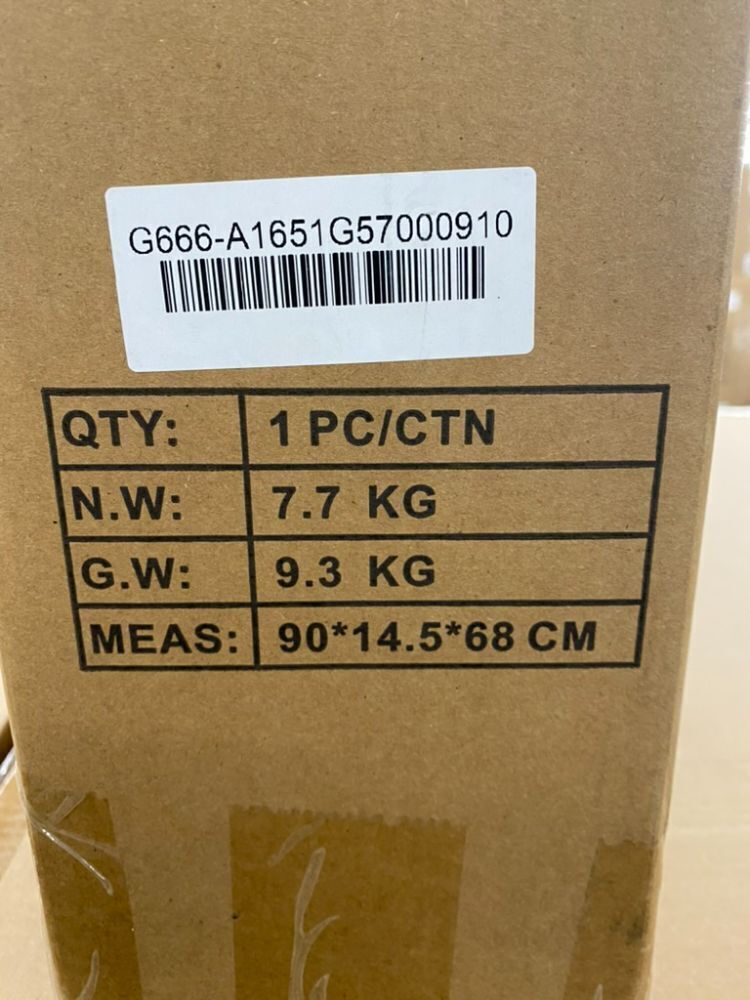 G666-A1651G57000910
QTY: 1 PC/CTN
N.W: 7.7 KG
G.W: 9.3 KG
MEAS: 90*14.5*68 CM